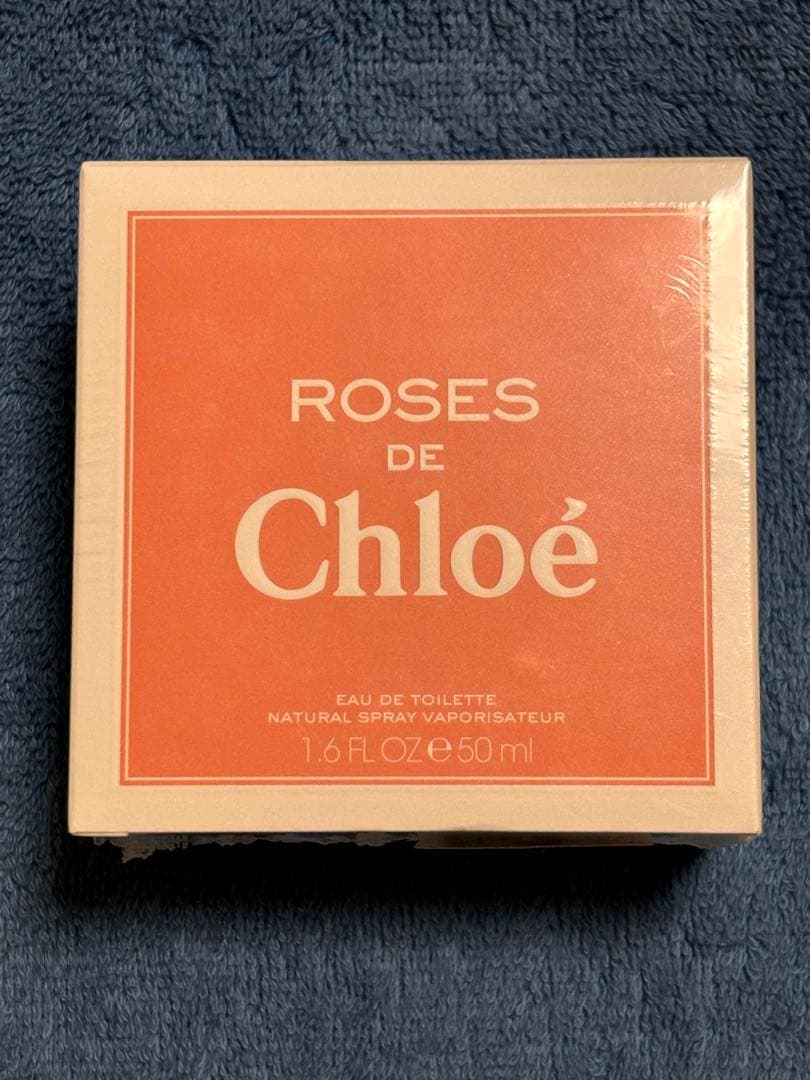 ROSES
DE
Chloé
EAU DE TOILETTE
NATURAL SPRAY VAPORISATEUR
1.6 FL OZ ℮ 50 ml